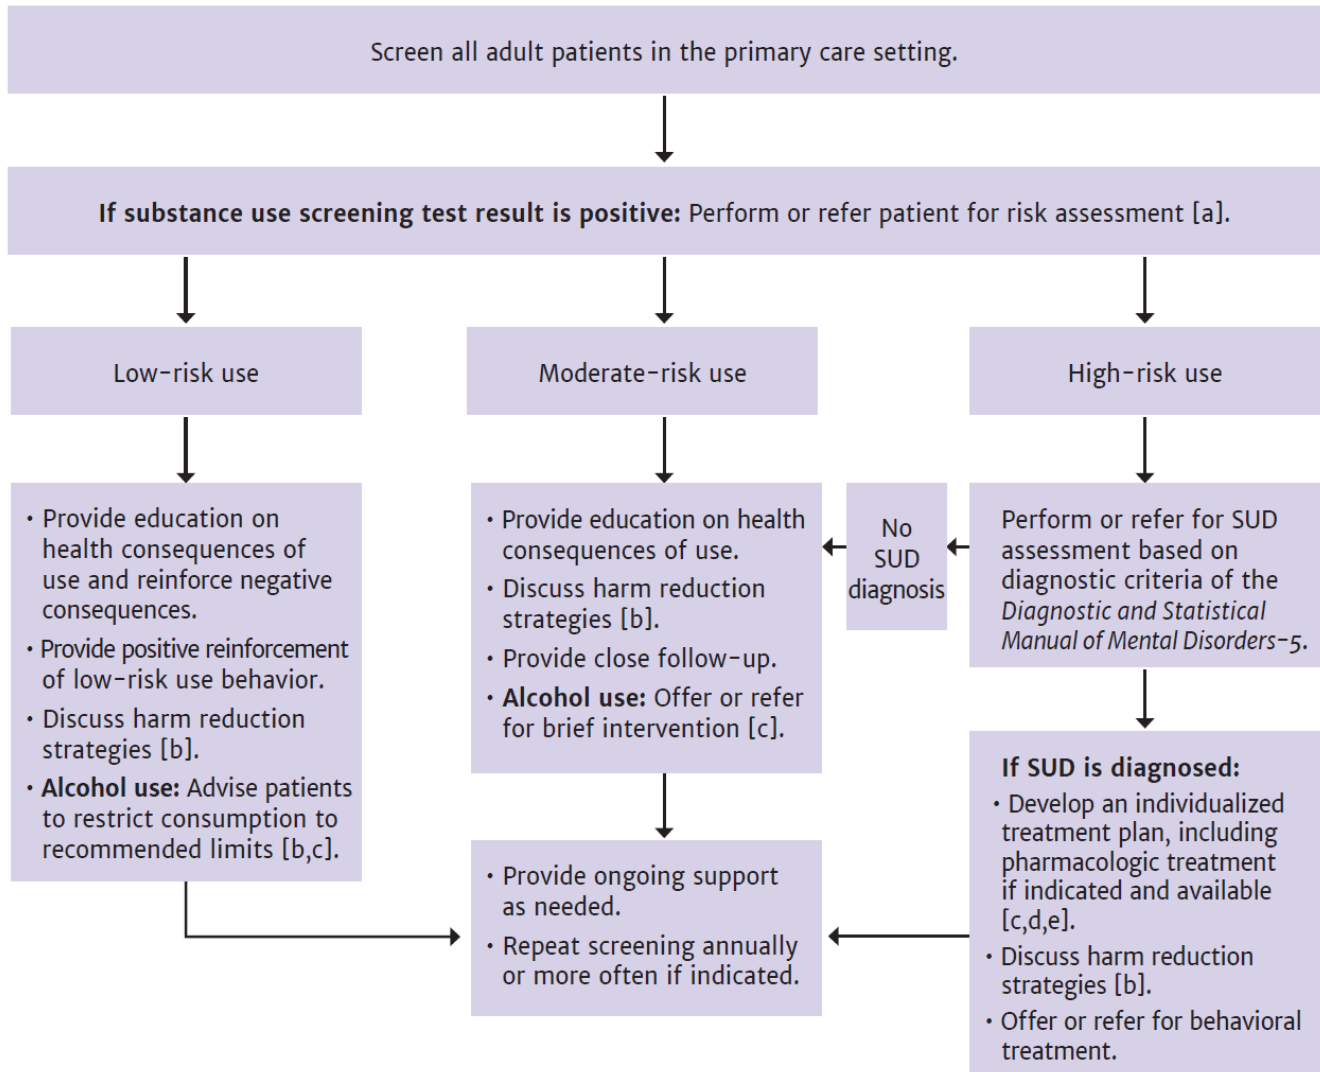 Screen all adult patients in the primary care setting.
If substance use screening test result is positive: Perform or refer patient for risk assessment [a].
Low-risk use
Moderate-risk use
High-risk use
• Provide education on
health consequences of
use and reinforce negative
consequences.
• Provide positive reinforcement
of low-risk use behavior.
• Discuss harm reduction
strategies [b].
• Alcohol use: Advise patients
to restrict consumption to
recommended limits [b,c].
• Provide education on health
consequences of use.
• Discuss harm reduction
strategies [b].
• Provide close follow-up.
• Alcohol use: Offer or refer
for brief intervention [c].
No
SUD
diagnosis
Perform or refer for SUD
assessment based on
diagnostic criteria of the
Diagnostic and Statistical
Manual of Mental Disorders-5.
• Provide ongoing support
as needed.
• Repeat screening annually
or more often if indicated.
If SUD is diagnosed:
• Develop an individualized
treatment plan, including
pharmacologic treatment
if indicated and available
[c,d,e].
• Discuss harm reduction
strategies [b].
• Offer or refer for behavioral
treatment.